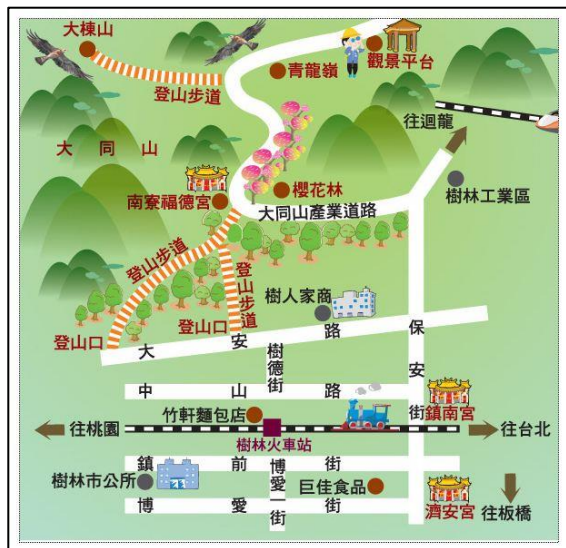 大棟山
登山步道
青龍嶺
觀景平台
往迴龍
大同山
櫻花林
南寮福德宮
大同山產業道路
樹林工業區
登山步道
登山步道
登山口
登山口
樹人家商
大安路
樹德街
保安街
中山路
竹軒麵包店
鎮南宮
往桃園
樹林火車站
往台北
鎮前街
樹林市公所
博愛一街
巨佳食品
博愛街
濟安宮
往板橋